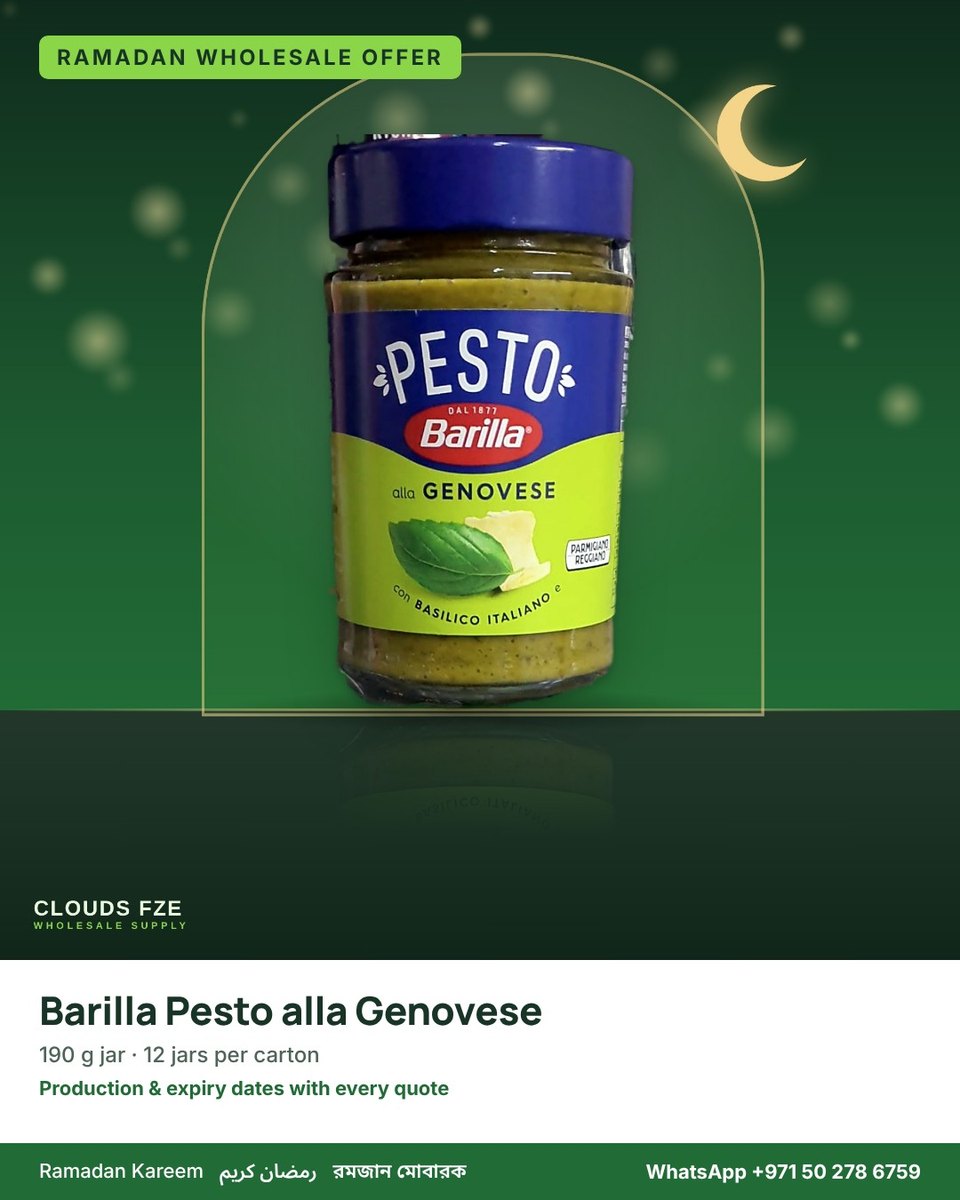 RAMADAN WHOLESALE OFFER
PESTO
DAL 1877
Barilla
alla GENOVESE
PARMIGIANO
REGGIANO
con BASILICO ITALIANO e
CLOUDS FZE
WHOLESALE SUPPLY
Barilla Pesto alla Genovese
190 g jar · 12 jars per carton
Production & expiry dates with every quote
Ramadan Kareem رمضان كريم রমজান মোবারক
WhatsApp +971 50 278 6759